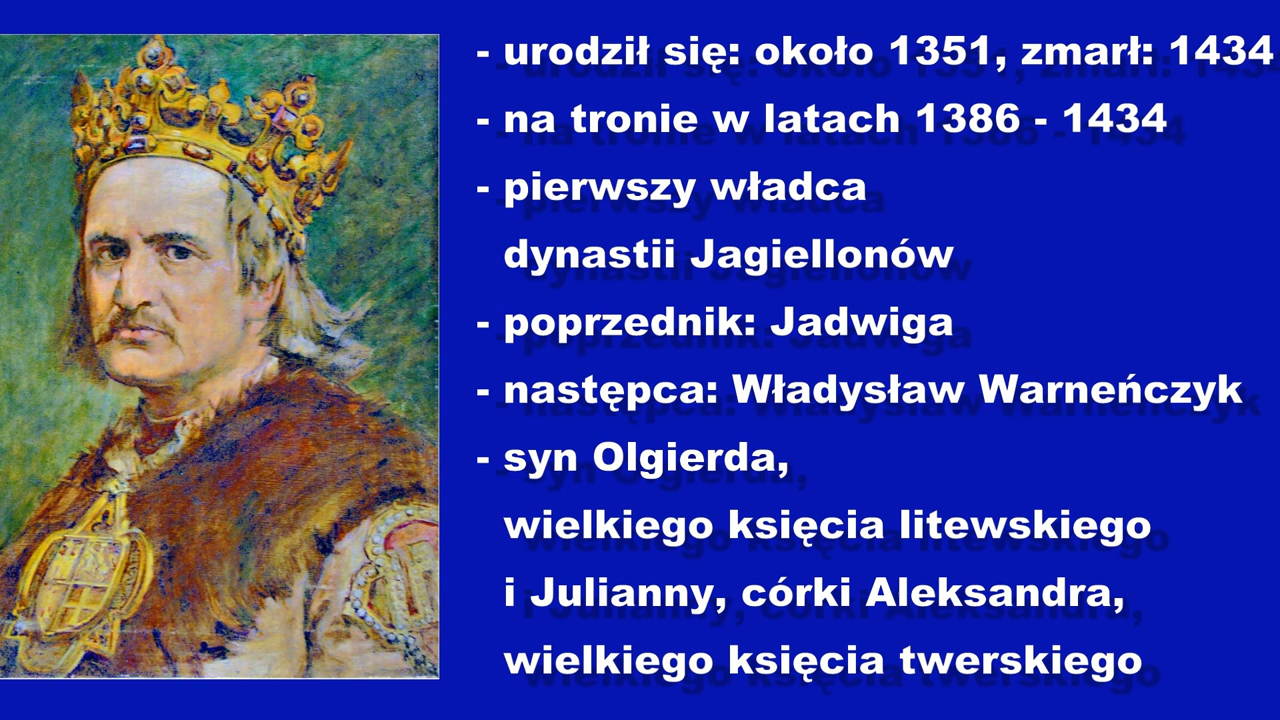 - urodził się: około 1351, zmarł: 1434
- na tronie w latach 1386 - 1434
- pierwszy władca
dynastii Jagiellonów
- poprzednik: Jadwiga
- następca: Władysław Warneńczyk
- syn Olgierda,
wielkiego księcia litewskiego
i Julianny, córki Aleksandra,
wielkiego księcia twerskiego